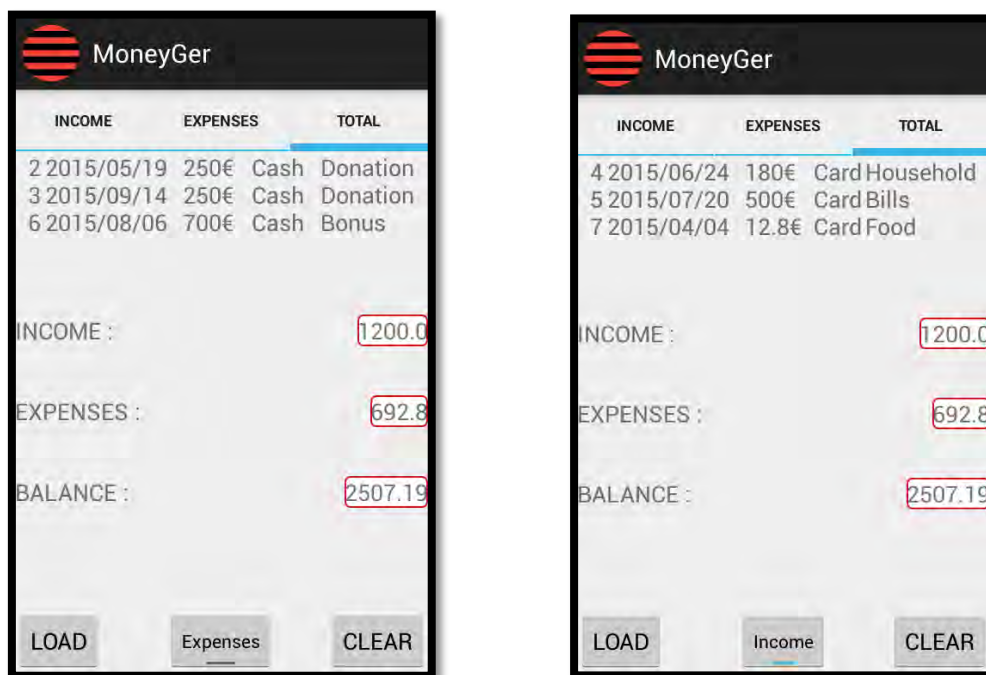 MoneyGer
INCOME EXPENSES TOTAL
2 2015/05/19 250€ Cash Donation
3 2015/09/14 250€ Cash Donation
6 2015/08/06 700€ Cash Bonus
INCOME : 1200.0
EXPENSES : 692.8
BALANCE : 2507.19
LOAD Expenses CLEAR
MoneyGer
INCOME EXPENSES TOTAL
4 2015/06/24 180€ Card Household
5 2015/07/20 500€ Card Bills
7 2015/04/04 12.8€ Card Food
INCOME : 1200.0
EXPENSES : 692.8
BALANCE : 2507.19
LOAD Income CLEAR